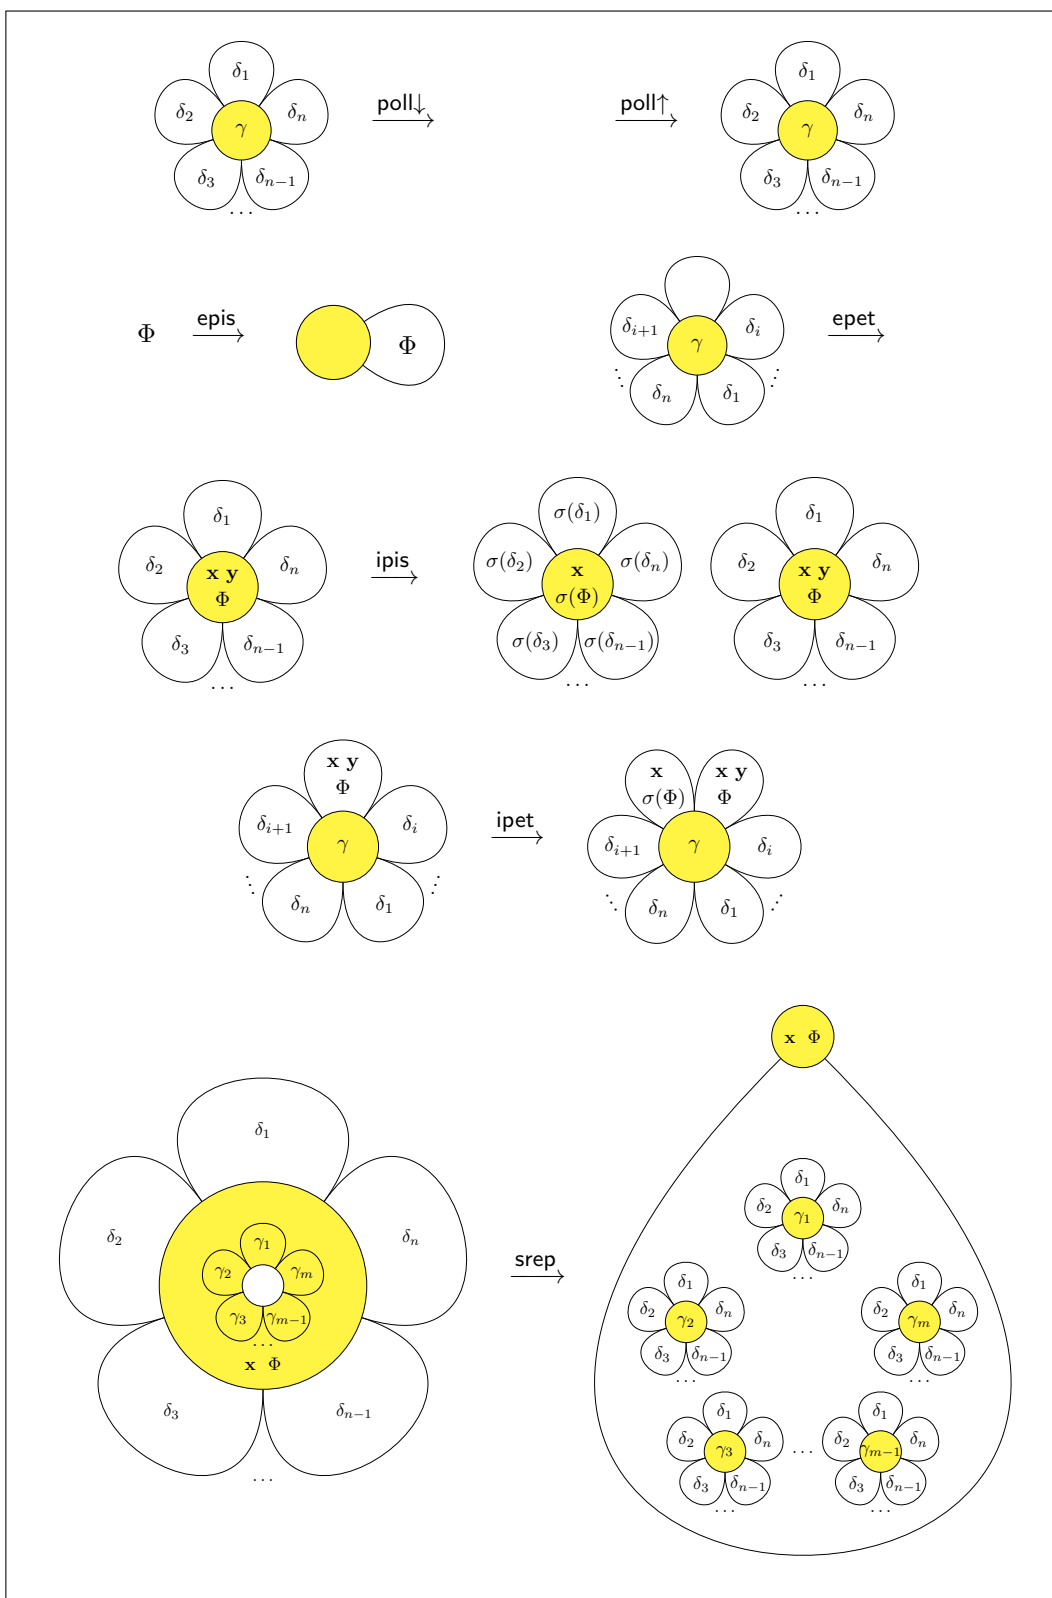 δ₁ δ₂ δₙ γ δ₃ δₙ₋₁ ⋯ poll↓
poll↑ δ₁ δ₂ δₙ γ δ₃ δₙ₋₁ ⋯
Φ epis Φ
δᵢ₊₁ δᵢ γ ⋮ δₙ δ₁ ⋮ epet
δ₁ δ₂ δₙ x y Φ δ₃ δₙ₋₁ ⋯
ipis
σ(δ₁) σ(δ₂) σ(δₙ) x σ(Φ) σ(δ₃) σ(δₙ₋₁) ⋯
δ₁ δ₂ δₙ x y Φ δ₃ δₙ₋₁ ⋯
x y Φ δᵢ₊₁ δᵢ γ ⋮ δₙ δ₁ ⋮
ipet
x σ(Φ) x y Φ δᵢ₊₁ δᵢ γ ⋮ δₙ δ₁ ⋮
δ₁ δ₂ δₙ γ₁ γ₂ γₘ γ₃ γₘ₋₁ ⋯ x Φ δ₃ δₙ₋₁ ⋯
srep
x Φ
δ₁ δ₂ δₙ γ₁ δ₃ δₙ₋₁ ⋯
δ₁ δ₂ δₙ γ₂ δ₃ δₙ₋₁ ⋯
δ₁ δ₂ δₙ γₘ δ₃ δₙ₋₁ ⋯
δ₁ δ₂ δₙ γ₃ δ₃ δₙ₋₁ ⋯
⋯
δ₁ δ₂ δₙ γₘ₋₁ δ₃ δₙ₋₁ ⋯